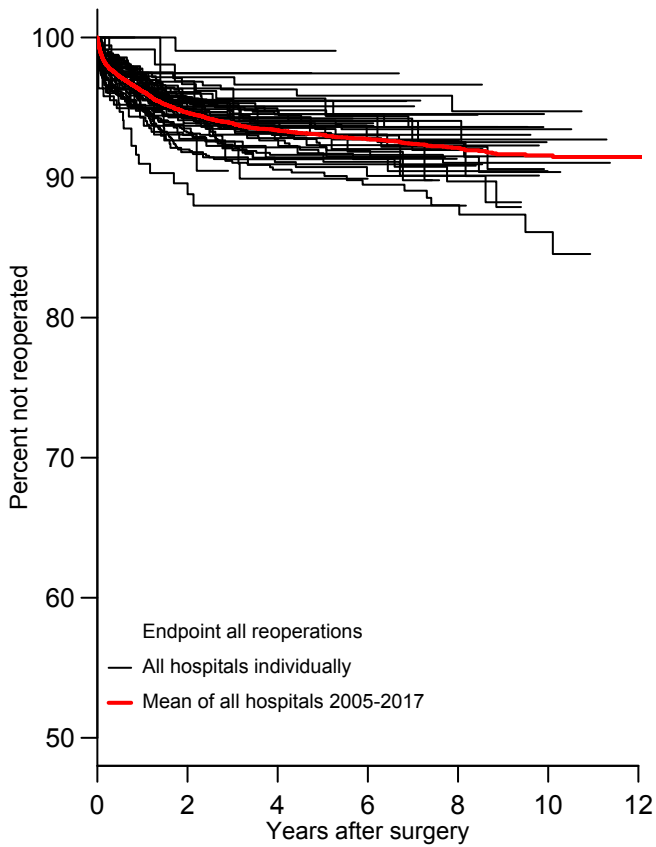 100
90
80
70
60
50
Percent not reoperated
Endpoint all reoperations
All hospitals individually
Mean of all hospitals 2005-2017
0 2 4 6 8 10 12
Years after surgery